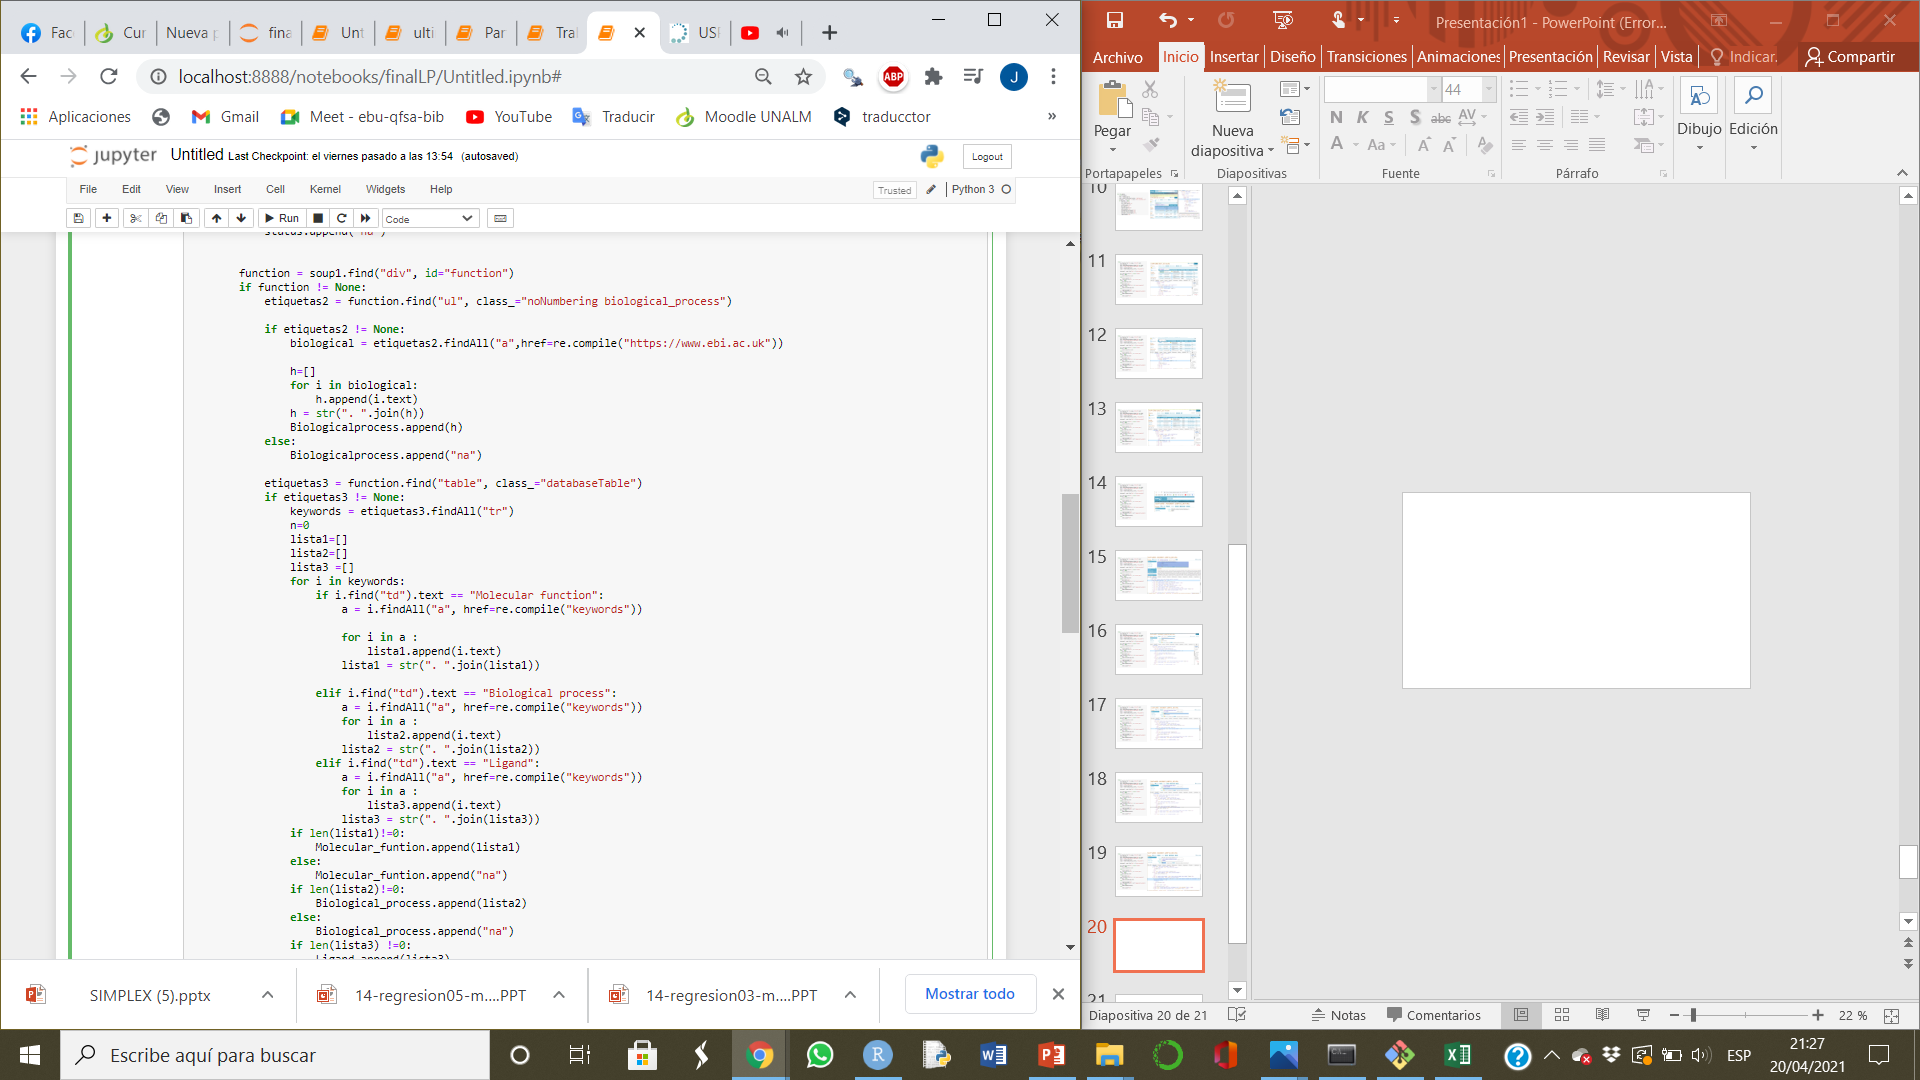 Fac
Cur
Nueva p
fina
Unt
ulti
Par
Tral
USI
localhost:8888/notebooks/finalLP/Untitled.ipynb#
ABP
J
Aplicaciones
Gmail
Meet - ebu-qfsa-bib
YouTube
Traducir
Moodle UNALM
traducctor
»
jupyter Untitled Last Checkpoint: el viernes pasado a las 13:54 (autosaved)
Logout
File Edit View Insert Cell Kernel Widgets Help
Trusted
Python 3
Run
Code
status.append("na")
function = soup1.find("div", id="function")
if function != None:
etiquetas2 = function.find("ul", class_="noNumbering biological_process")
if etiquetas2 != None:
biological = etiquetas2.findAll("a",href=re.compile("https://www.ebi.ac.uk"))
h=[]
for i in biological:
h.append(i.text)
h = str(". ".join(h))
Biologicalprocess.append(h)
else:
Biologicalprocess.append("na")
etiquetas3 = function.find("table", class_="databaseTable")
if etiquetas3 != None:
keywords = etiquetas3.findAll("tr")
n=0
lista1=[]
lista2=[]
lista3 =[]
for i in keywords:
if i.find("td").text == "Molecular function":
a = i.findAll("a", href=re.compile("keywords"))
for i in a :
lista1.append(i.text)
lista1 = str(". ".join(lista1))
elif i.find("td").text == "Biological process":
a = i.findAll("a", href=re.compile("keywords"))
for i in a :
lista2.append(i.text)
lista2 = str(". ".join(lista2))
elif i.find("td").text == "Ligand":
a = i.findAll("a", href=re.compile("keywords"))
for i in a :
lista3.append(i.text)
lista3 = str(". ".join(lista3))
if len(lista1)!=0:
Molecular_funtion.append(lista1)
else:
Molecular_funtion.append("na")
if len(lista2)!=0:
Biological_process.append(lista2)
else:
Biological_process.append("na")
if len(lista3) !=0:
Ligand.append(lista3)
SIMPLEX (5).pptx
14-regresion05-m....PPT
14-regresion03-m....PPT
Mostrar todo
Presentación1 - PowerPoint (Error...
Archivo Inicio Insertar Diseño Transiciones Animaciones Presentación Revisar Vista Indicar. Compartir
Pegar
Nueva
diapositiva
44
N K S S abc AV
A Aa A A
Dibujo
Edición
Portapapeles
Diapositivas
Fuente
Párrafo
10
11
12
13
14
15
16
17
18
19
20
21
Diapositiva 20 de 21
Notas
Comentarios
22 %
Escribe aquí para buscar
ESP
21:27
20/04/2021